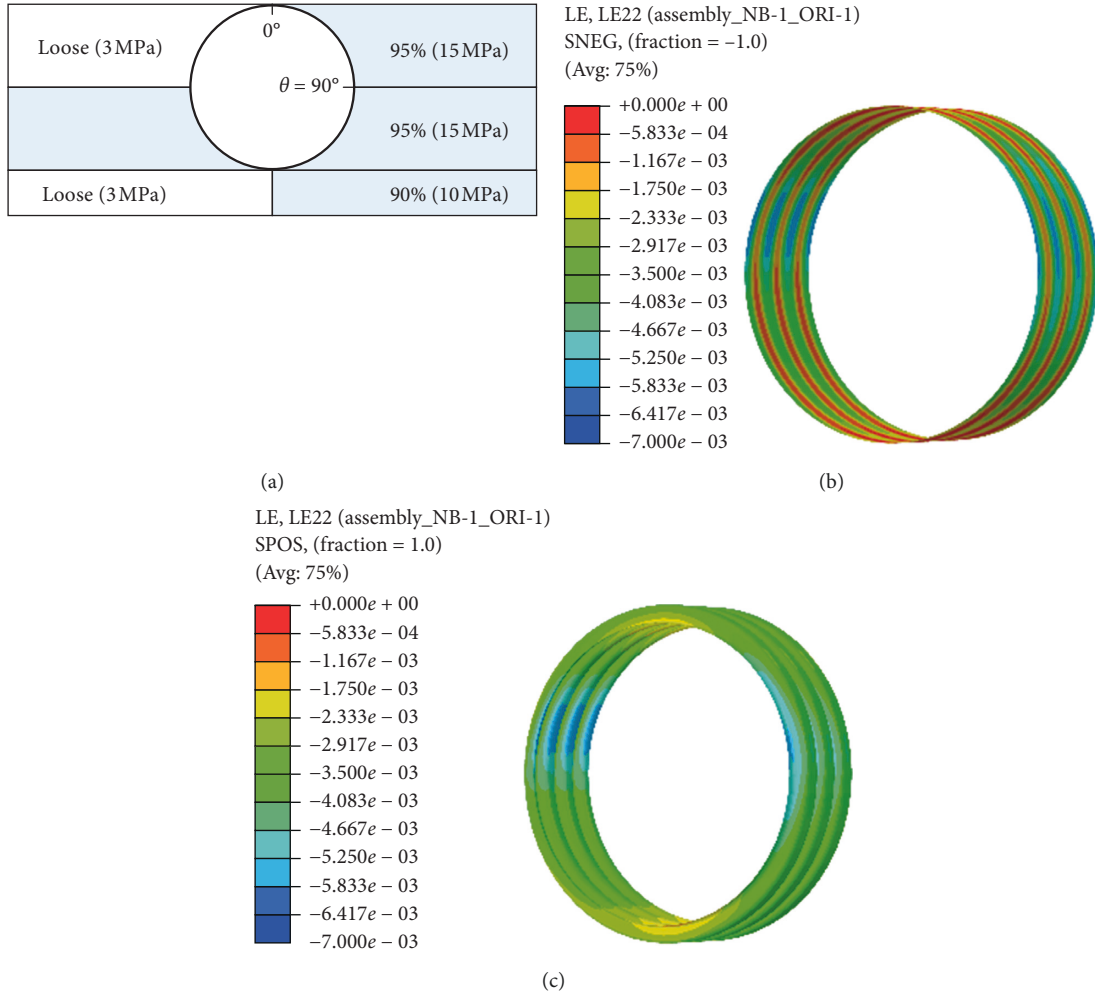 Loose (3 MPa)
0°
95% (15 MPa)
θ = 90°
95% (15 MPa)
Loose (3 MPa)
90% (10 MPa)
(a)
LE, LE22 (assembly_NB-1_ORI-1)
SNEG, (fraction = –1.0)
(Avg: 75%)
+0.000e + 00
–5.833e – 04
–1.167e – 03
–1.750e – 03
–2.333e – 03
–2.917e – 03
–3.500e – 03
–4.083e – 03
–4.667e – 03
–5.250e – 03
–5.833e – 03
–6.417e – 03
–7.000e – 03
(b)
LE, LE22 (assembly_NB-1_ORI-1)
SPOS, (fraction = 1.0)
(Avg: 75%)
+0.000e + 00
–5.833e – 04
–1.167e – 03
–1.750e – 03
–2.333e – 03
–2.917e – 03
–3.500e – 03
–4.083e – 03
–4.667e – 03
–5.250e – 03
–5.833e – 03
–6.417e – 03
–7.000e – 03
(c)